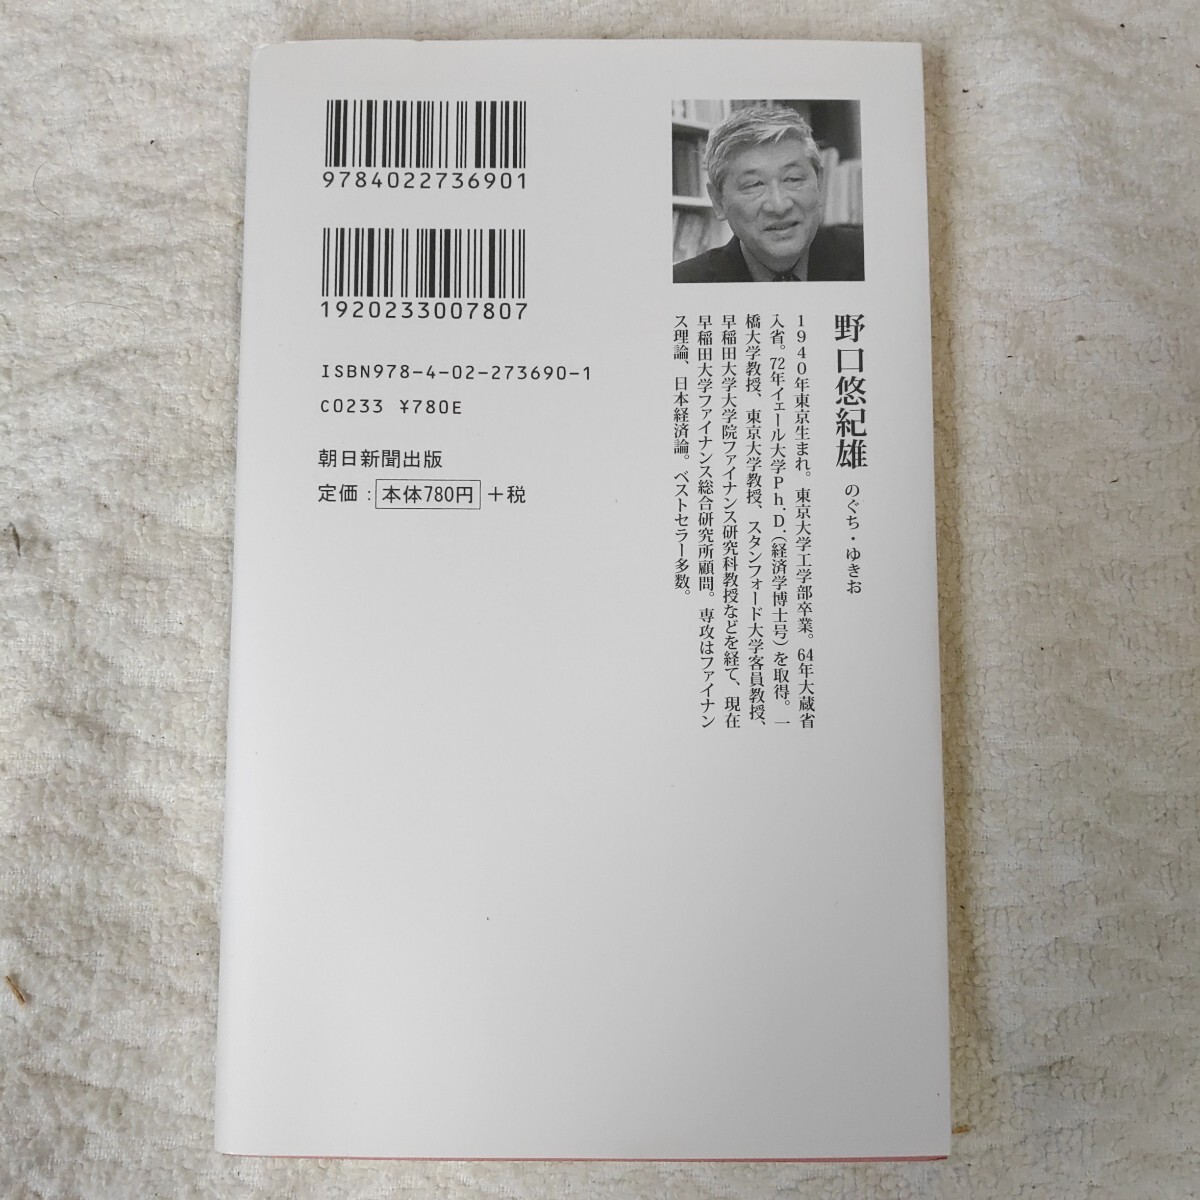 9784022736901
1920233007807
ISBN978-4-02-273690-1
C0233 ¥780E
朝日新聞出版
定価：本体780円＋税
野口悠紀雄 のぐち・ゆきお
1940年東京生まれ。東京大学工学部卒業。64年大蔵省
入省。72年イェール大学Ph.D.（経済学博士号）を取得。一
橋大学教授、東京大学教授、スタンフォード大学客員教授、
早稲田大学大学院ファイナンス研究科教授などを経て、現在
早稲田大学ファイナンス総合研究所顧問。専攻はファイナン
ス理論、日本経済論。ベストセラー多数。